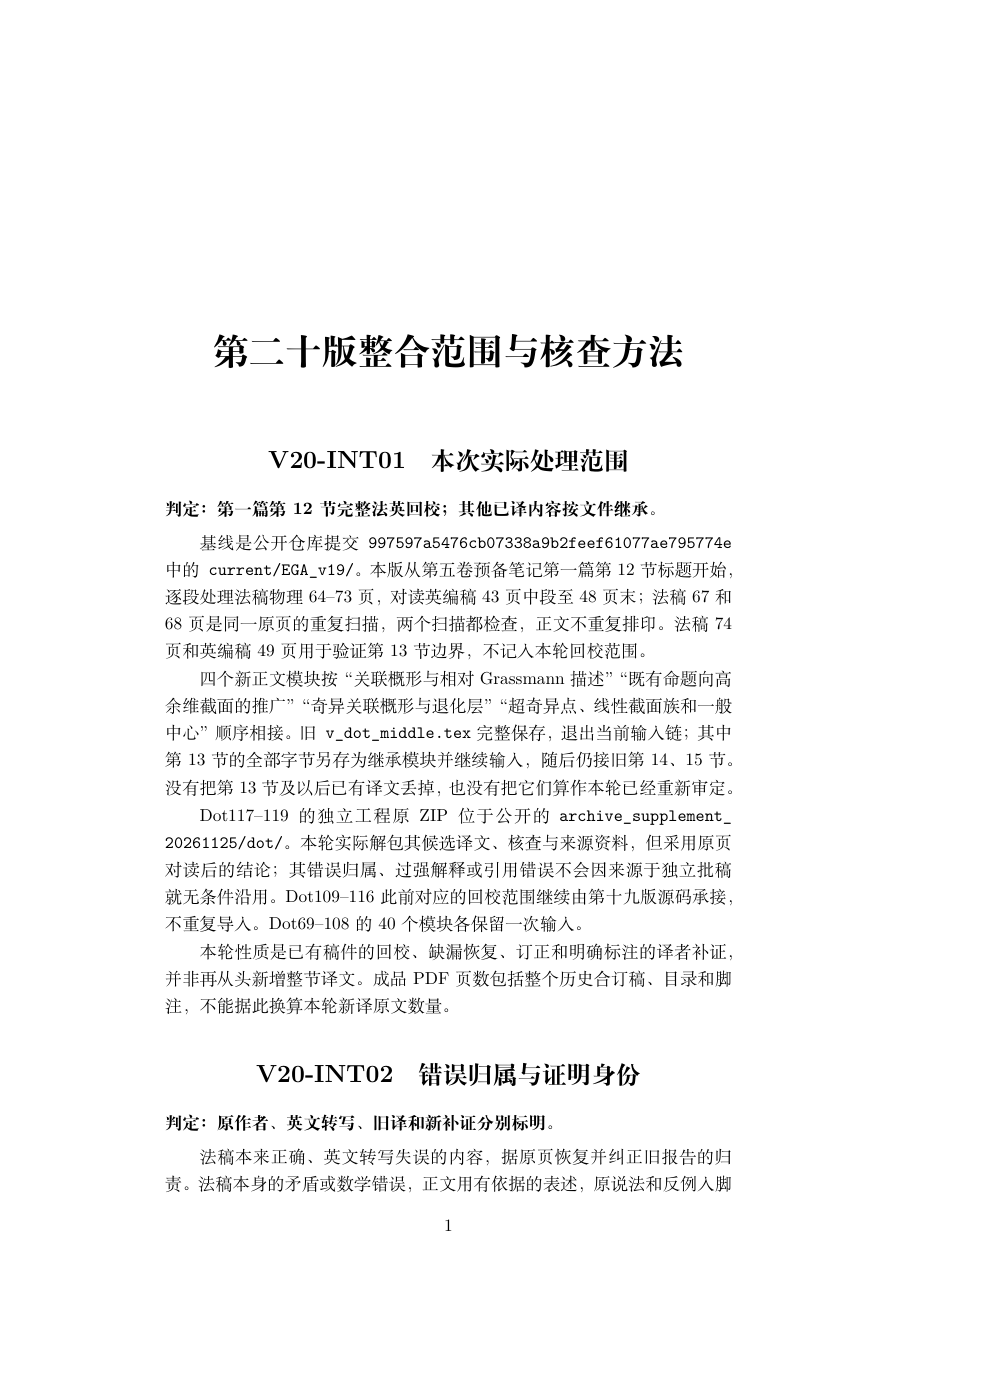 第二十版整合范围与核查方法
V20-INT01 本次实际处理范围
判定：第一篇第 12 节完整法英回校；其他已译内容按文件继承。
基线是公开仓库提交 997597a5476cb07338a9b2feef61077ae795774e
中的 current/EGA_v19/。本版从第五卷预备笔记第一篇第 12 节标题开始，
逐段处理法稿物理 64–73 页，对读英编稿 43 页中段至 48 页末；法稿 67 和
68 页是同一原页的重复扫描，两个扫描都检查，正文不重复排印。法稿 74
页和英编稿 49 页用于验证第 13 节边界，不记入本轮回校范围。
四个新正文模块按 “关联概形与相对 Grassmann 描述” “既有命题向高
余维截面的推广” “奇异关联概形与退化层” “超奇异点、线性截面族和一般
中心” 顺序相接。旧 v_dot_middle.tex 完整保存，退出当前输入链；其中
第 13 节的全部字节另存为继承模块并继续输入，随后仍接旧第 14、15 节。
没有把第 13 节及以后已有译文丢掉，也没有把它们算作本轮已经重新审定。
Dot117–119 的独立工程原 ZIP 位于公开的 archive_supplement_
20261125/dot/。本轮实际解包其候选译文、核查与来源资料，但采用原页
对读后的结论；其错误归属、过强解释或引用错误不会因来源于独立批稿
就无条件沿用。Dot109–116 此前对应的回校范围继续由第十九版源码承接，
不重复导入。Dot69–108 的 40 个模块各保留一次输入。
本轮性质是已有稿件的回校、缺漏恢复、订正和明确标注的译者补证，
并非再从头新增整节译文。成品 PDF 页数包括整个历史合订稿、目录和脚
注，不能据此换算本轮新译原文数量。
V20-INT02 错误归属与证明身份
判定：原作者、英文转写、旧译和新补证分别标明。
法稿本来正确、英文转写失误的内容，据原页恢复并纠正旧报告的归
责。法稿本身的矛盾或数学错误，正文用有依据的表述，原说法和反例入脚
1